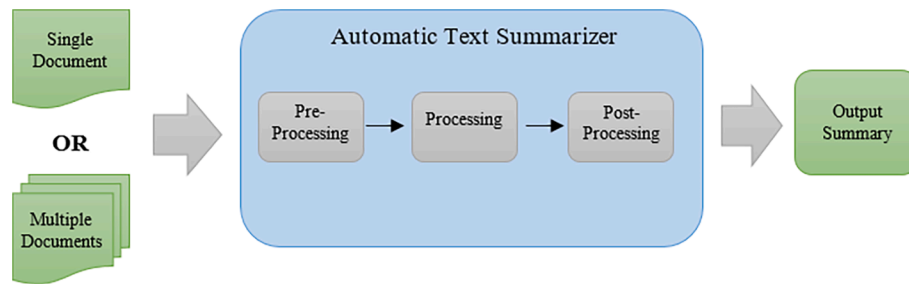 Single
Document
OR
Multiple
Documents
Automatic Text Summarizer
Pre-
Processing
Processing
Post-
Processing
Output
Summary